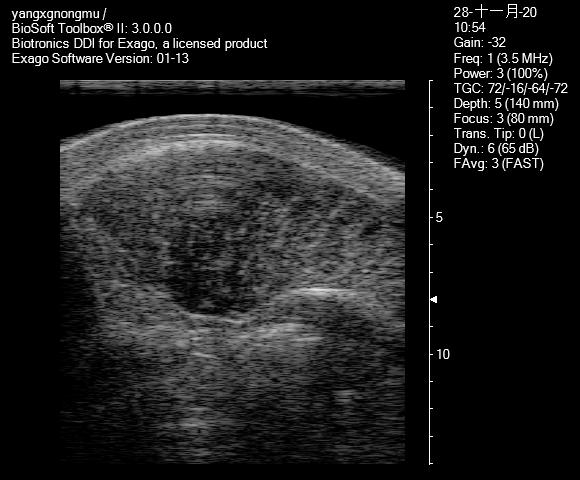 yangxgnongmu /
BioSoft Toolbox® II: 3.0.0.0
Biotronics DDI for Exago, a licensed product
Exago Software Version: 01-13
28-十一月-20
10:54
Gain: -32
Freq: 1 (3.5 MHz)
Power: 3 (100%)
TGC: 72/-16/-64/-72
Depth: 5 (140 mm)
Focus: 3 (80 mm)
Trans. Tip: 0 (L)
Dyn.: 6 (65 dB)
FAvg: 3 (FAST)
5
10